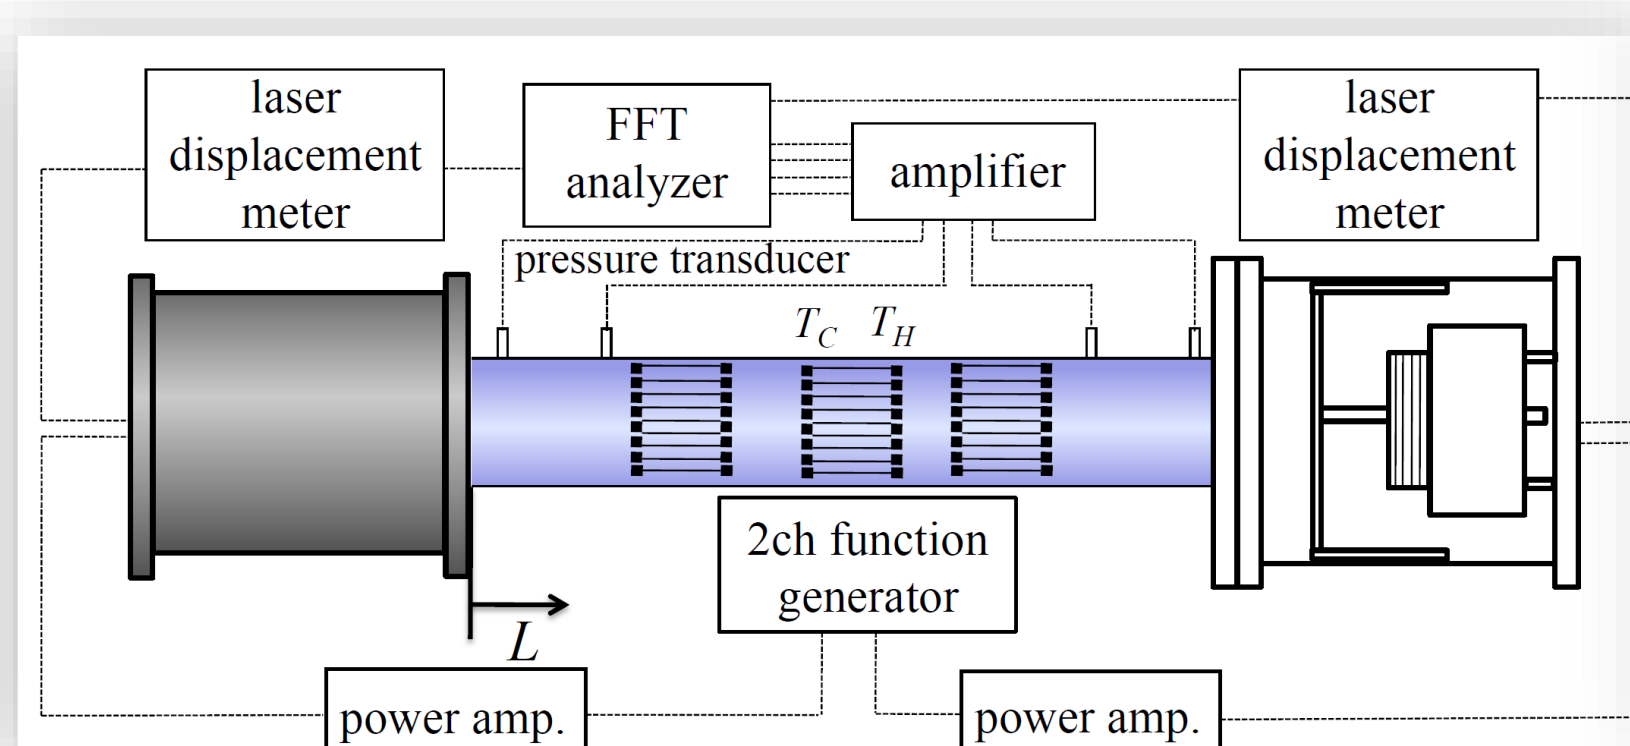 laser
displacement
meter
FFT
analyzer
amplifier
laser
displacement
meter
pressure transducer
T_C T_H
2ch function
generator
L
power amp.
power amp.